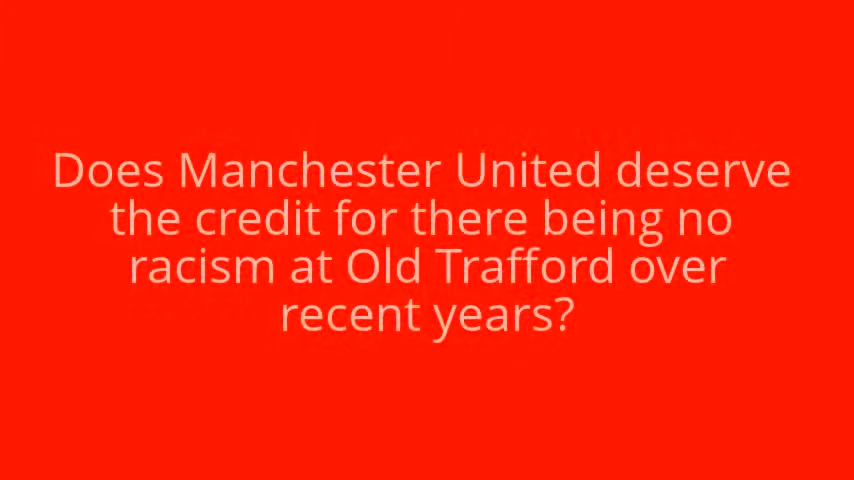 Does Manchester United deserve
the credit for there being no
racism at Old Trafford over
recent years?